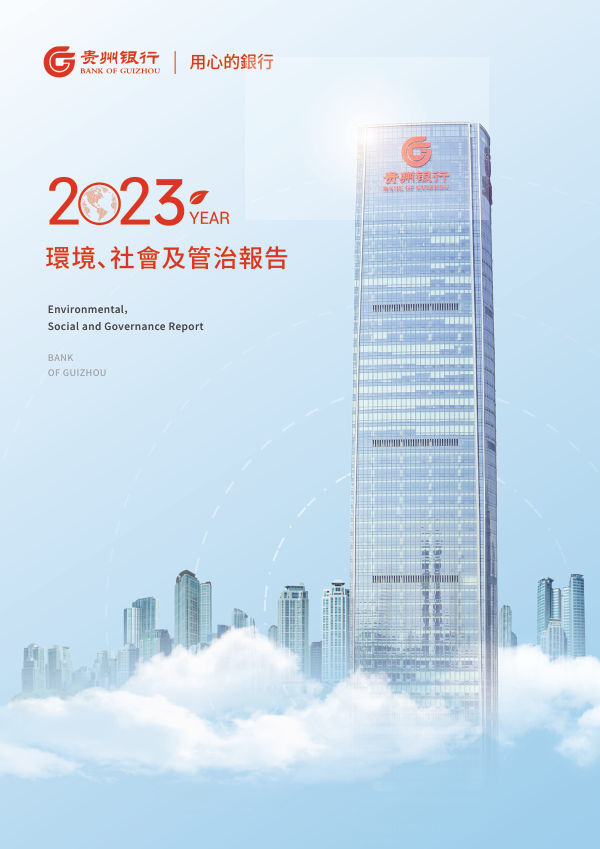 贵州银行
BANK OF GUIZHOU
用心的銀行
2023
YEAR
環境、社會及管治報告
Environmental,
Social and Governance Report
BANK
OF GUIZHOU
贵州银行
BANK OF GUIZHOU